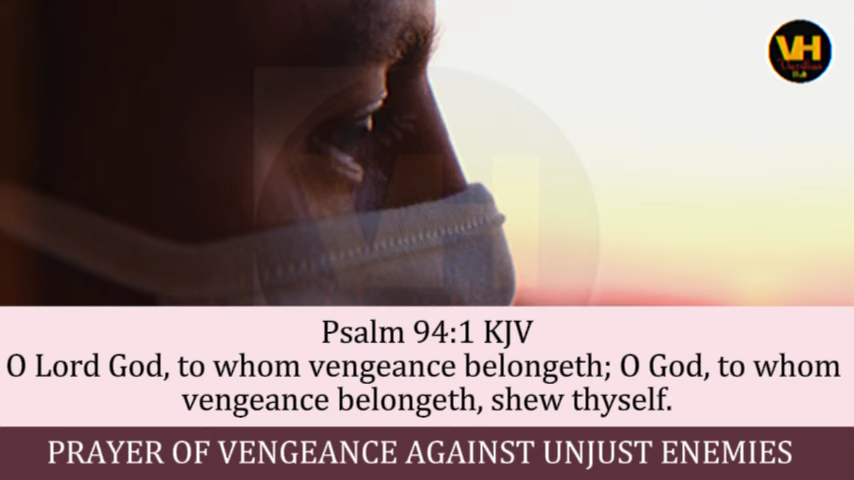 VH
Psalm 94:1 KJV
O Lord God, to whom vengeance belongeth; O God, to whom
vengeance belongeth, shew thyself.
PRAYER OF VENGEANCE AGAINST UNJUST ENEMIES